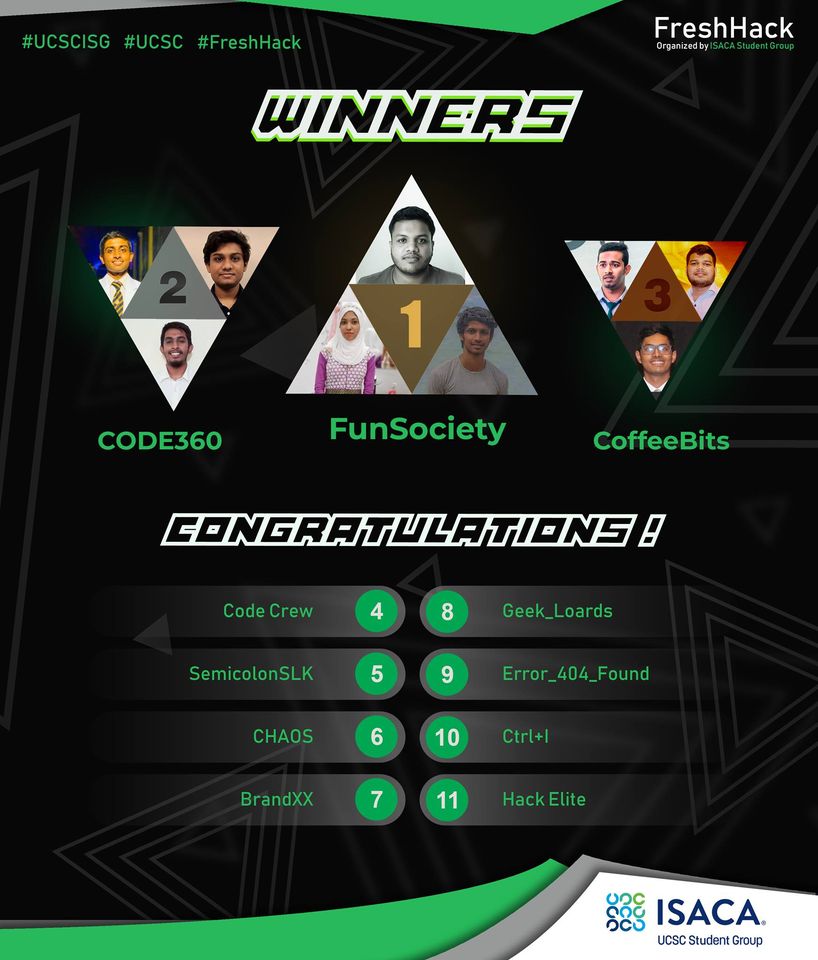 #UCSCISG #UCSC #FreshHack
FreshHack
Organized by ISACA Student Group
WINNERS
2
1
3
CODE360
FunSociety
CoffeeBits
CONGRATULATIONS !
Code Crew 4
8 Geek_Loards
SemicolonSLK 5
9 Error_404_Found
CHAOS 6
10 Ctrl+I
BrandXX 7
11 Hack Elite
ISACA®
UCSC Student Group